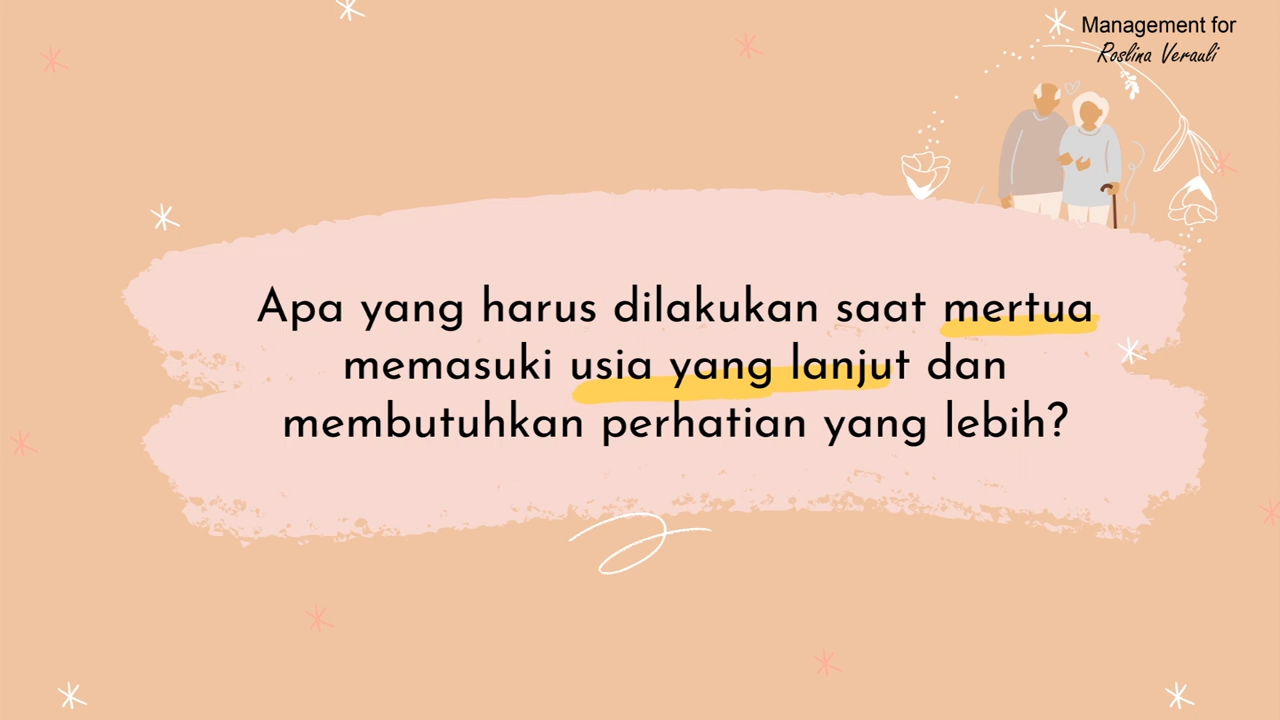 Management for
Roslina Verauli
Apa yang harus dilakukan saat mertua
memasuki usia yang lanjut dan
membutuhkan perhatian yang lebih?